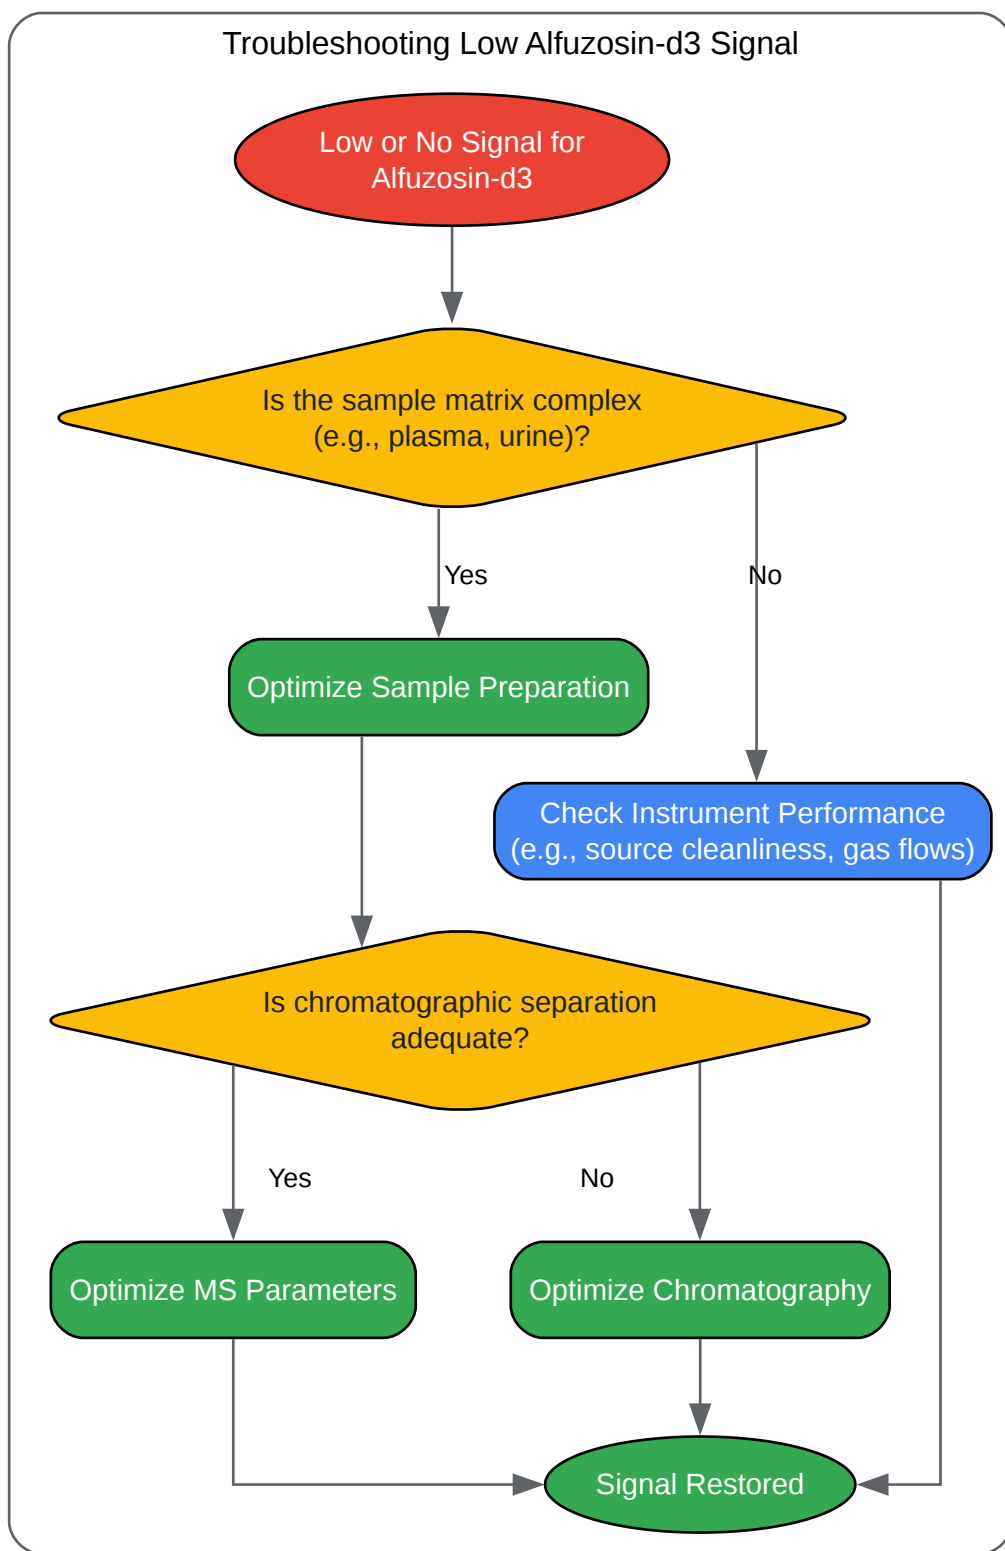 Troubleshooting Low Alfuzosin-d3 Signal
Low or No Signal for
Alfuzosin-d3
Is the sample matrix complex
(e.g., plasma, urine)?
Yes
No
Optimize Sample Preparation
Check Instrument Performance
(e.g., source cleanliness, gas flows)
Is chromatographic separation
adequate?
Yes
No
Optimize MS Parameters
Optimize Chromatography
Signal Restored